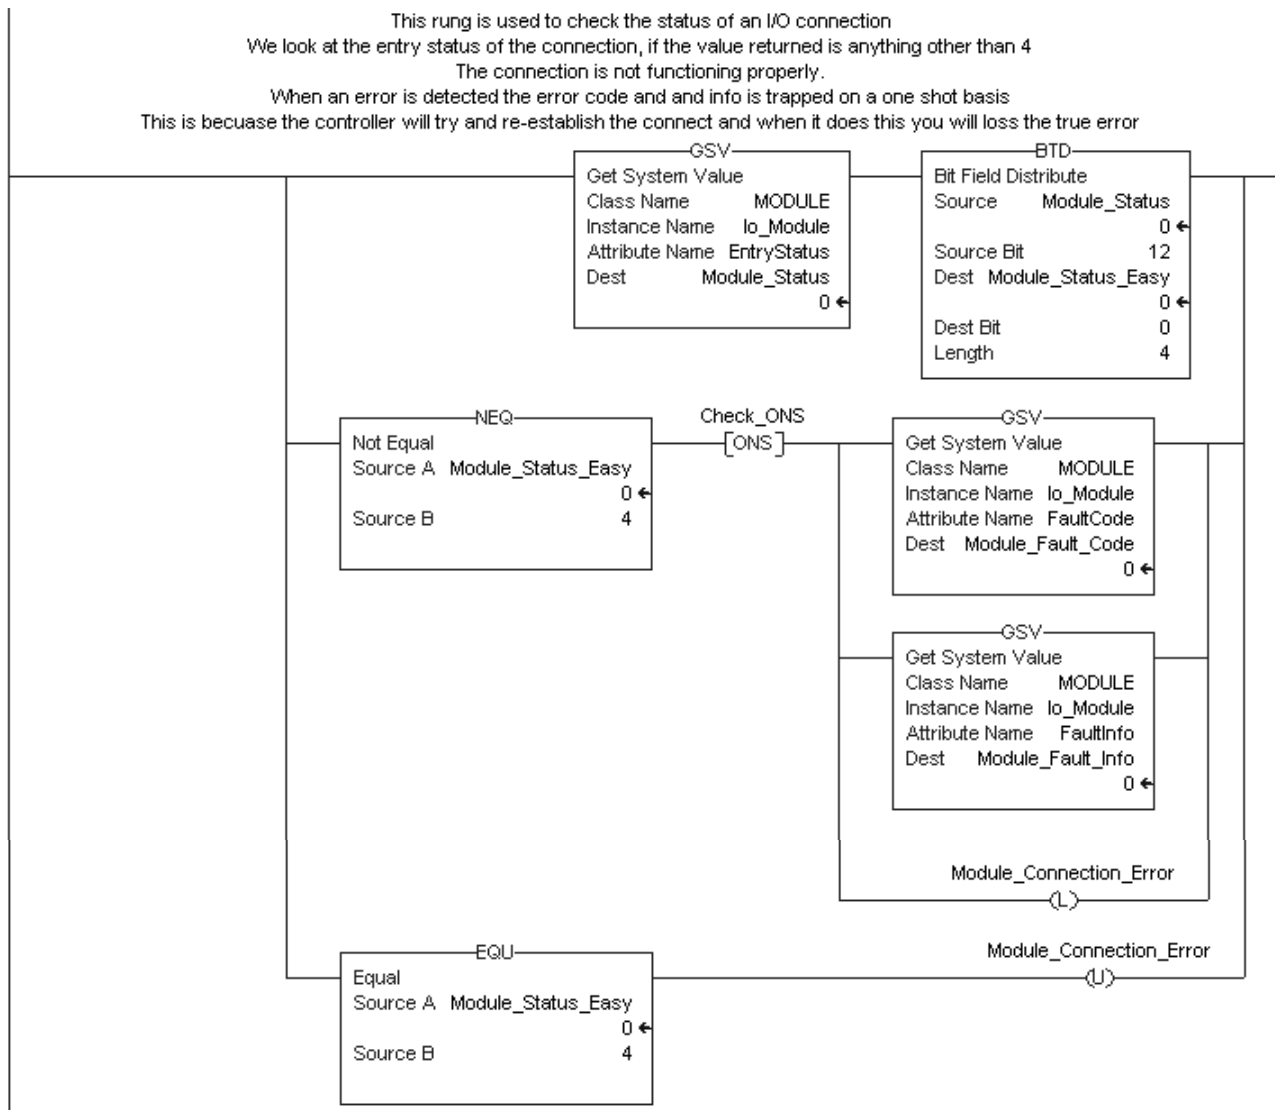 This rung is used to check the status of an I/O connection
We look at the entry status of the connection, if the value returned is anything other than 4
The connection is not functioning properly.
When an error is detected the error code and and info is trapped on a one shot basis
This is becuase the controller will try and re-establish the connect and when it does this you will loss the true error
GSV
Get System Value
Class Name MODULE
Instance Name Io_Module
Attribute Name EntryStatus
Dest Module_Status
0
BTD
Bit Field Distribute
Source Module_Status
0
Source Bit 12
Dest Module_Status_Easy
0
Dest Bit 0
Length 4
NEQ
Not Equal
Source A Module_Status_Easy
0
Source B 4
Check_ONS
[ONS]
GSV
Get System Value
Class Name MODULE
Instance Name Io_Module
Attribute Name FaultCode
Dest Module_Fault_Code
0
GSV
Get System Value
Class Name MODULE
Instance Name Io_Module
Attribute Name FaultInfo
Dest Module_Fault_Info
0
Module_Connection_Error
(L)
EQU
Equal
Source A Module_Status_Easy
0
Source B 4
Module_Connection_Error
(U)